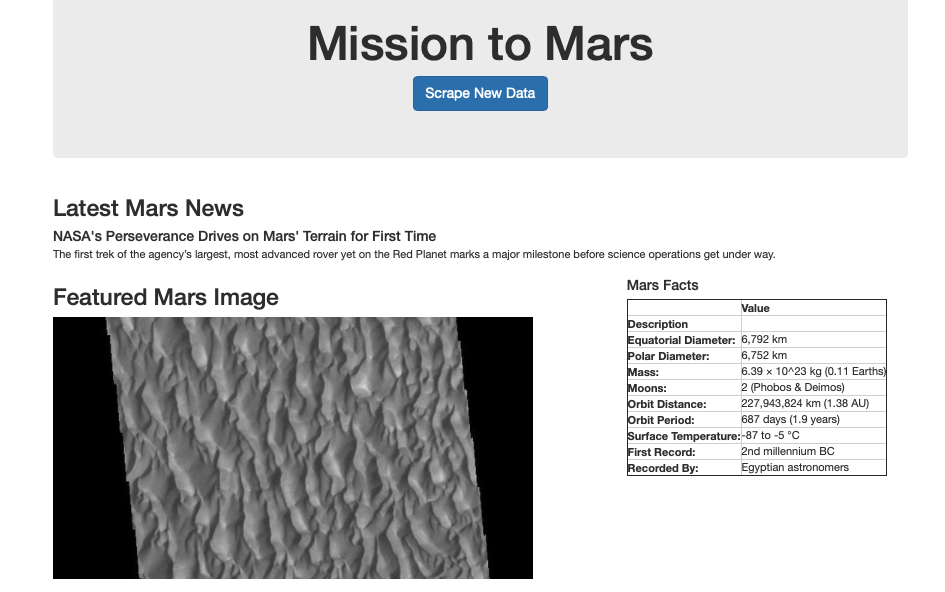 Mission to Mars
Scrape New Data
Latest Mars News
NASA's Perseverance Drives on Mars' Terrain for First Time
The first trek of the agency's largest, most advanced rover yet on the Red Planet marks a major milestone before science operations get under way.
Featured Mars Image
Mars Facts
Value
Description
Equatorial Diameter: 6,792 km
Polar Diameter: 6,752 km
Mass: 6.39 × 10^23 kg (0.11 Earths)
Moons: 2 (Phobos & Deimos)
Orbit Distance: 227,943,824 km (1.38 AU)
Orbit Period: 687 days (1.9 years)
Surface Temperature: -87 to -5 °C
First Record: 2nd millennium BC
Recorded By: Egyptian astronomers